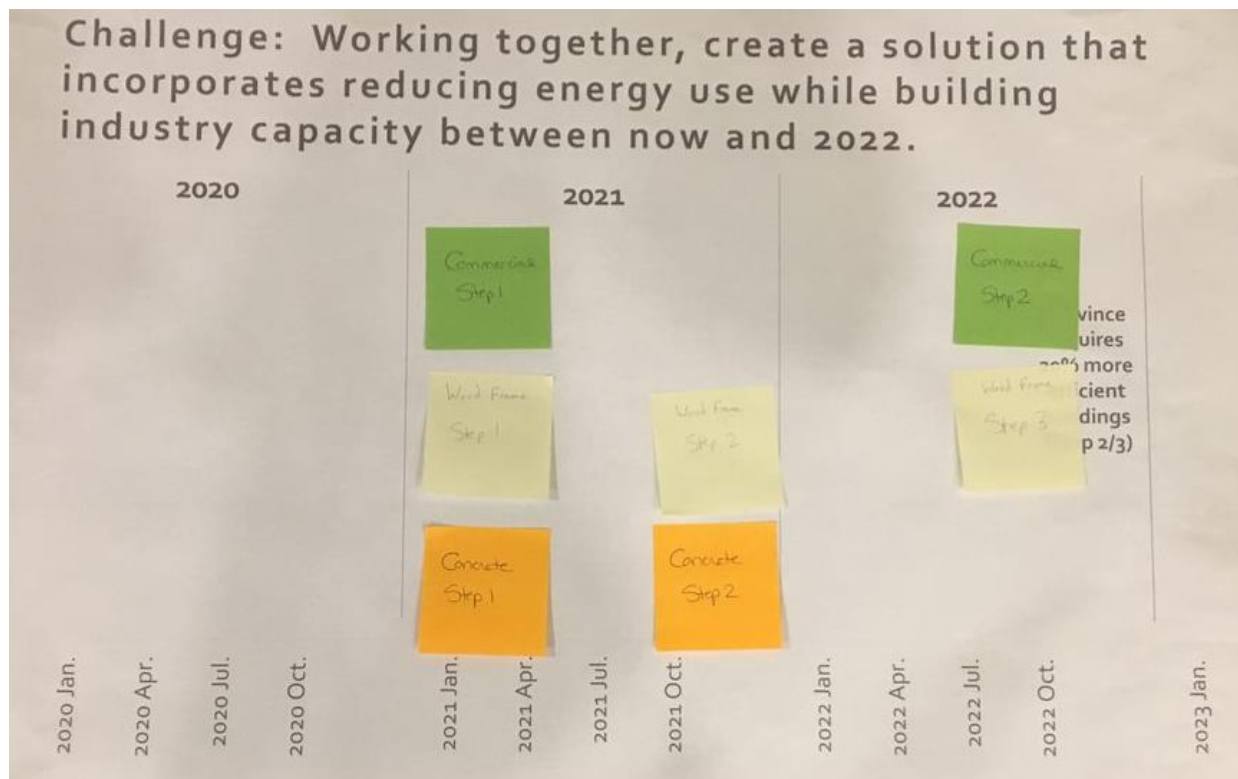 Challenge: Working together, create a solution that
incorporates reducing energy use while building
industry capacity between now and 2022.
2020
2021
2022
Commercial
Step 1
Commercial
Step 2
vince
uires
more
cient
dings
p 2/3)
Wood Frame
Step 1
Wood Frame
Step 2
Wood Frame
Step 3
Concrete
Step 1
Concrete
Step 2
2020 Jan.
2020 Apr.
2020 Jul.
2020 Oct.
2021 Jan.
2021 Apr.
2021 Jul.
2021 Oct.
2022 Jan.
2022 Apr.
2022 Jul.
2022 Oct.
2023 Jan.